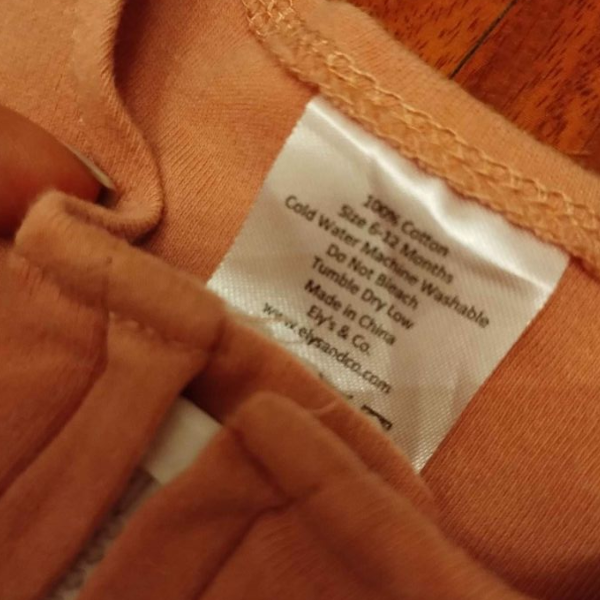 100% Cotton
Size 6-12 Months
Cold Water Machine Washable
Do Not Bleach
Tumble Dry Low
Made in China
Ely's & Co.
www.elysandco.com